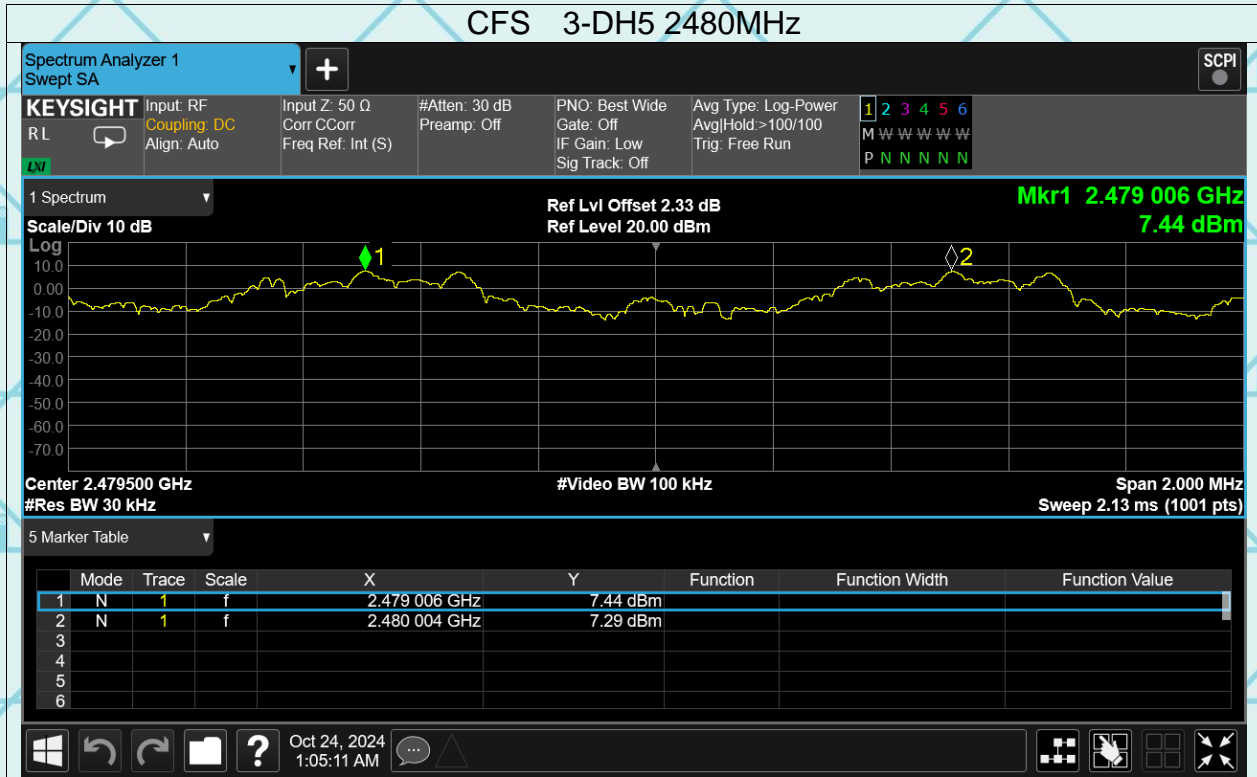 CFS 3-DH5 2480MHz
Spectrum Analyzer 1
Swept SA
SCPI
KEYSIGHT
R L
LXI
Input: RF
Coupling: DC
Align: Auto
Input Z: 50 Ω
Corr CCorr
Freq Ref: Int (S)
#Atten: 30 dB
Preamp: Off
PNO: Best Wide
Gate: Off
IF Gain: Low
Sig Track: Off
Avg Type: Log-Power
Avg|Hold:>100/100
Trig: Free Run
1 2 3 4 5 6
M W W W W W
P N N N N N
1 Spectrum
Scale/Div 10 dB
Ref Lvl Offset 2.33 dB
Ref Level 20.00 dBm
Mkr1 2.479 006 GHz
7.44 dBm
Log
10.0
0.00
-10.0
-20.0
-30.0
-40.0
-50.0
-60.0
-70.0
1
2
Center 2.479500 GHz
#Res BW 30 kHz
#Video BW 100 kHz
Span 2.000 MHz
Sweep 2.13 ms (1001 pts)
5 Marker Table
Mode Trace Scale X Y Function Function Width Function Value
1 N 1 f 2.479 006 GHz 7.44 dBm
2 N 1 f 2.480 004 GHz 7.29 dBm
3
4
5
6
Oct 24, 2024
1:05:11 AM